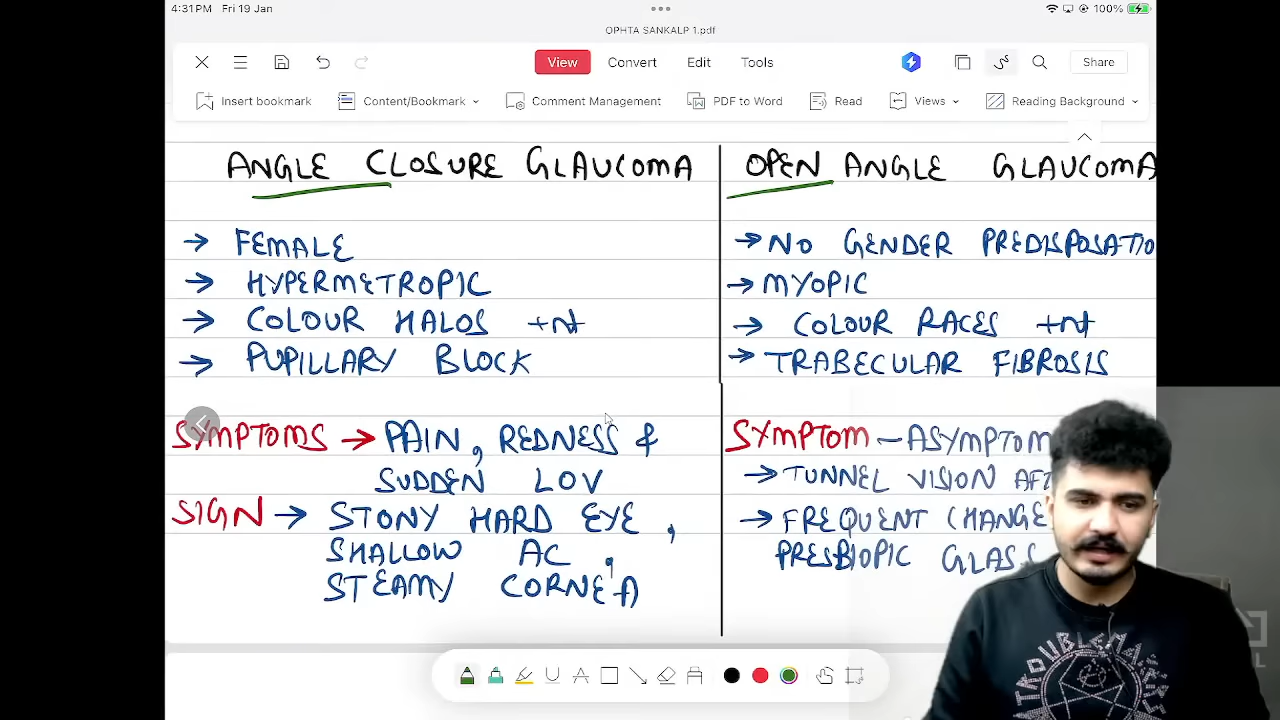 4:31PM Fri 19 Jan
100%
OPHTA SANKALP 1.pdf
View Convert Edit Tools Share
Insert bookmark Content/Bookmark Comment Management PDF to Word Read Views Reading Background
ANGLE CLOSURE GLAUCOMA
→ FEMALE
→ HYPERMETROPIC
→ COLOUR HALOS +nt
→ PUPILLARY BLOCK
SYMPTOMS → PAIN, REDNESS &
SUDDEN LOV
SIGN → STONY HARD EYE,
SHALLOW AC,
STEAMY CORNEA
OPEN ANGLE GLAUCOMA
→ NO GENDER PREDISPOSATIO
→ MYOPIC
→ COLOUR RACES +nt
→ TRABECULAR FIBROSIS
SYMPTOM - ASYMPTOM
→ TUNNEL VISION AFT
→ FREQUENT CHANGE
PRESBIOPIC GLASS